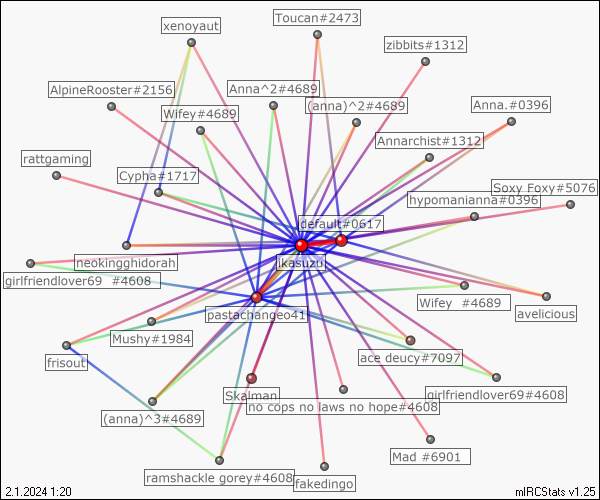 Toucan#2473
xenoyaut
zibbits#1312
AlpineRooster#2156
Anna^2#4689
(anna)^2#4689
Anna.#0396
Wifey#4689
Annarchist#1312
rattgaming
Cypha#1717
Soxy Foxy#5076
hypomanianna#0396
default#0617
neokingghidorah
jkasuzu
girlfriendlover69 #4608
Wifey #4689
avelicious
pastachangeo41
Mushy#1984
ace deucy#7097
frisout
Skalman
girlfriendlover69#4608
no cops no laws no hope#4608
(anna)^3#4689
Mad #6901
ramshackle gorey#4608
fakedingo
2.1.2024 1:20
mIRCStats v1.25